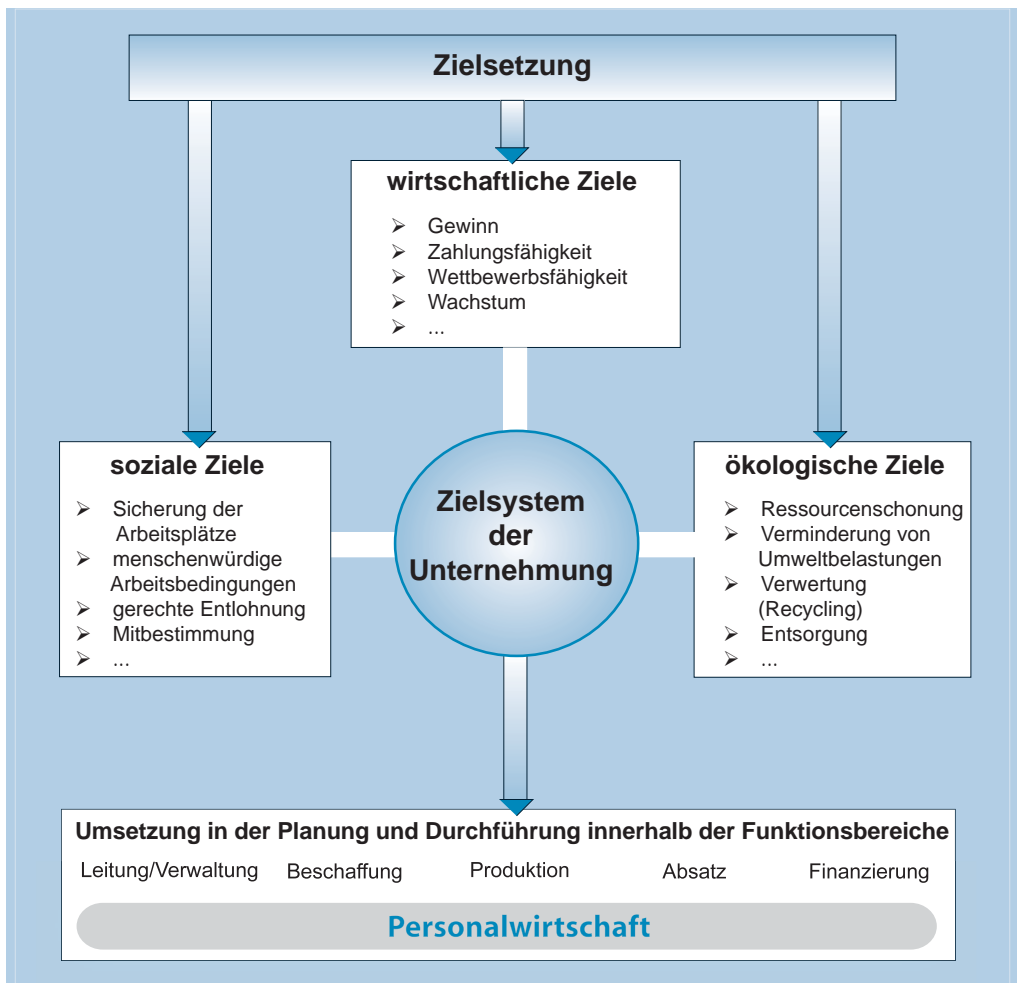 Zielsetzung
wirtschaftliche Ziele
➢ Gewinn
➢ Zahlungsfähigkeit
➢ Wettbewerbsfähigkeit
➢ Wachstum
➢ ...
soziale Ziele
➢ Sicherung der
Arbeitsplätze
➢ menschenwürdige
Arbeitsbedingungen
➢ gerechte Entlohnung
➢ Mitbestimmung
➢ ...
Zielsystem
der
Unternehmung
ökologische Ziele
➢ Ressourcenschonung
➢ Verminderung von
Umweltbelastungen
➢ Verwertung
(Recycling)
➢ Entsorgung
➢ ...
Umsetzung in der Planung und Durchführung innerhalb der Funktionsbereiche
Leitung/Verwaltung Beschaffung Produktion Absatz Finanzierung
Personalwirtschaft